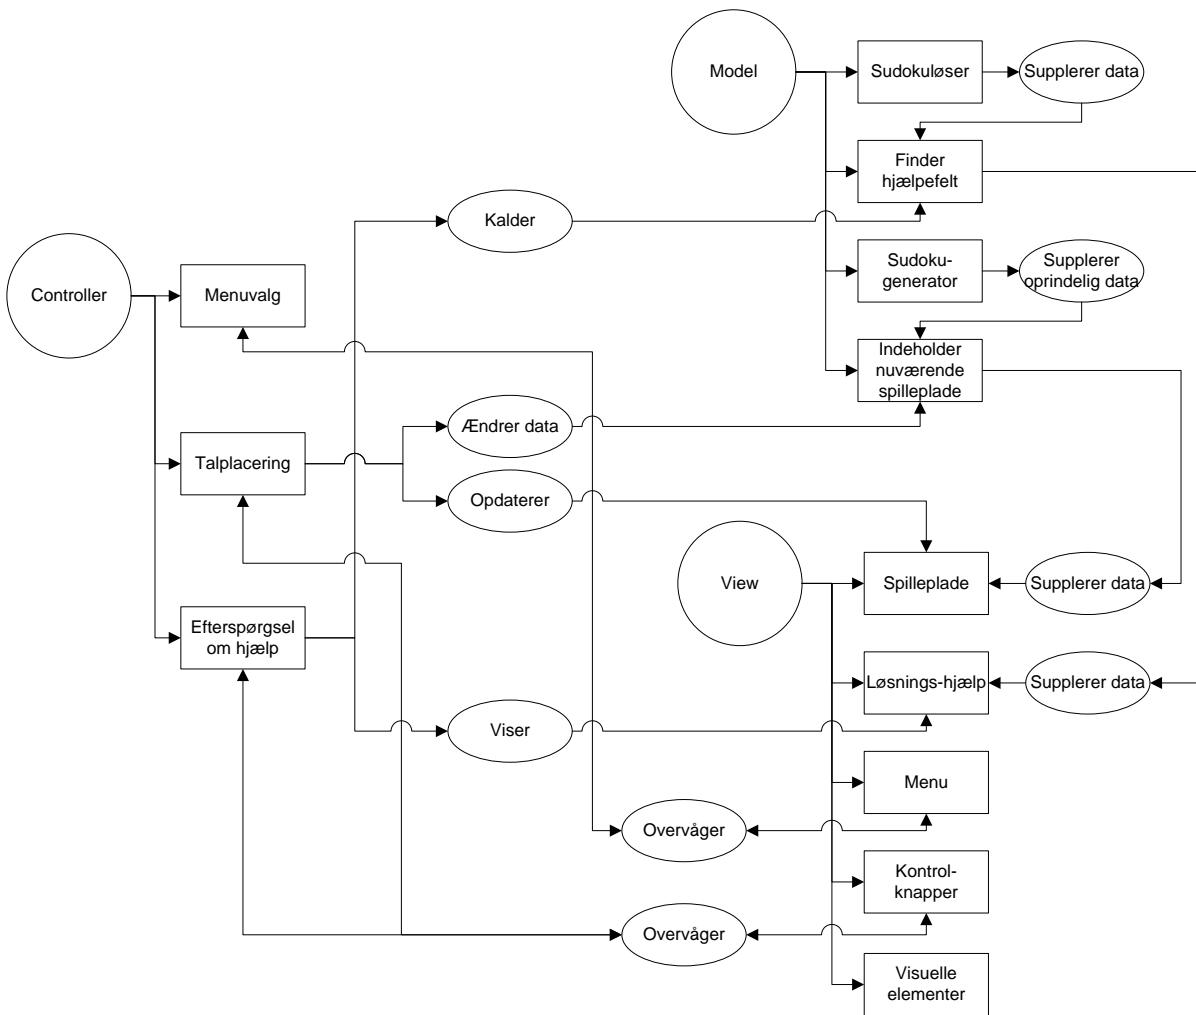 Model
Sudokuløser
Supplerer data
Finder
hjælpefelt
Kalder
Sudoku-
generator
Supplerer
oprindelig data
Controller
Menuvalg
Indeholder
nuværende
spilleplade
Ændrer data
Talplacering
Opdaterer
View
Spilleplade
Supplerer data
Efterspørgsel
om hjælp
Løsnings-hjælp
Supplerer data
Viser
Menu
Overvåger
Kontrol-
knapper
Overvåger
Visuelle
elementer